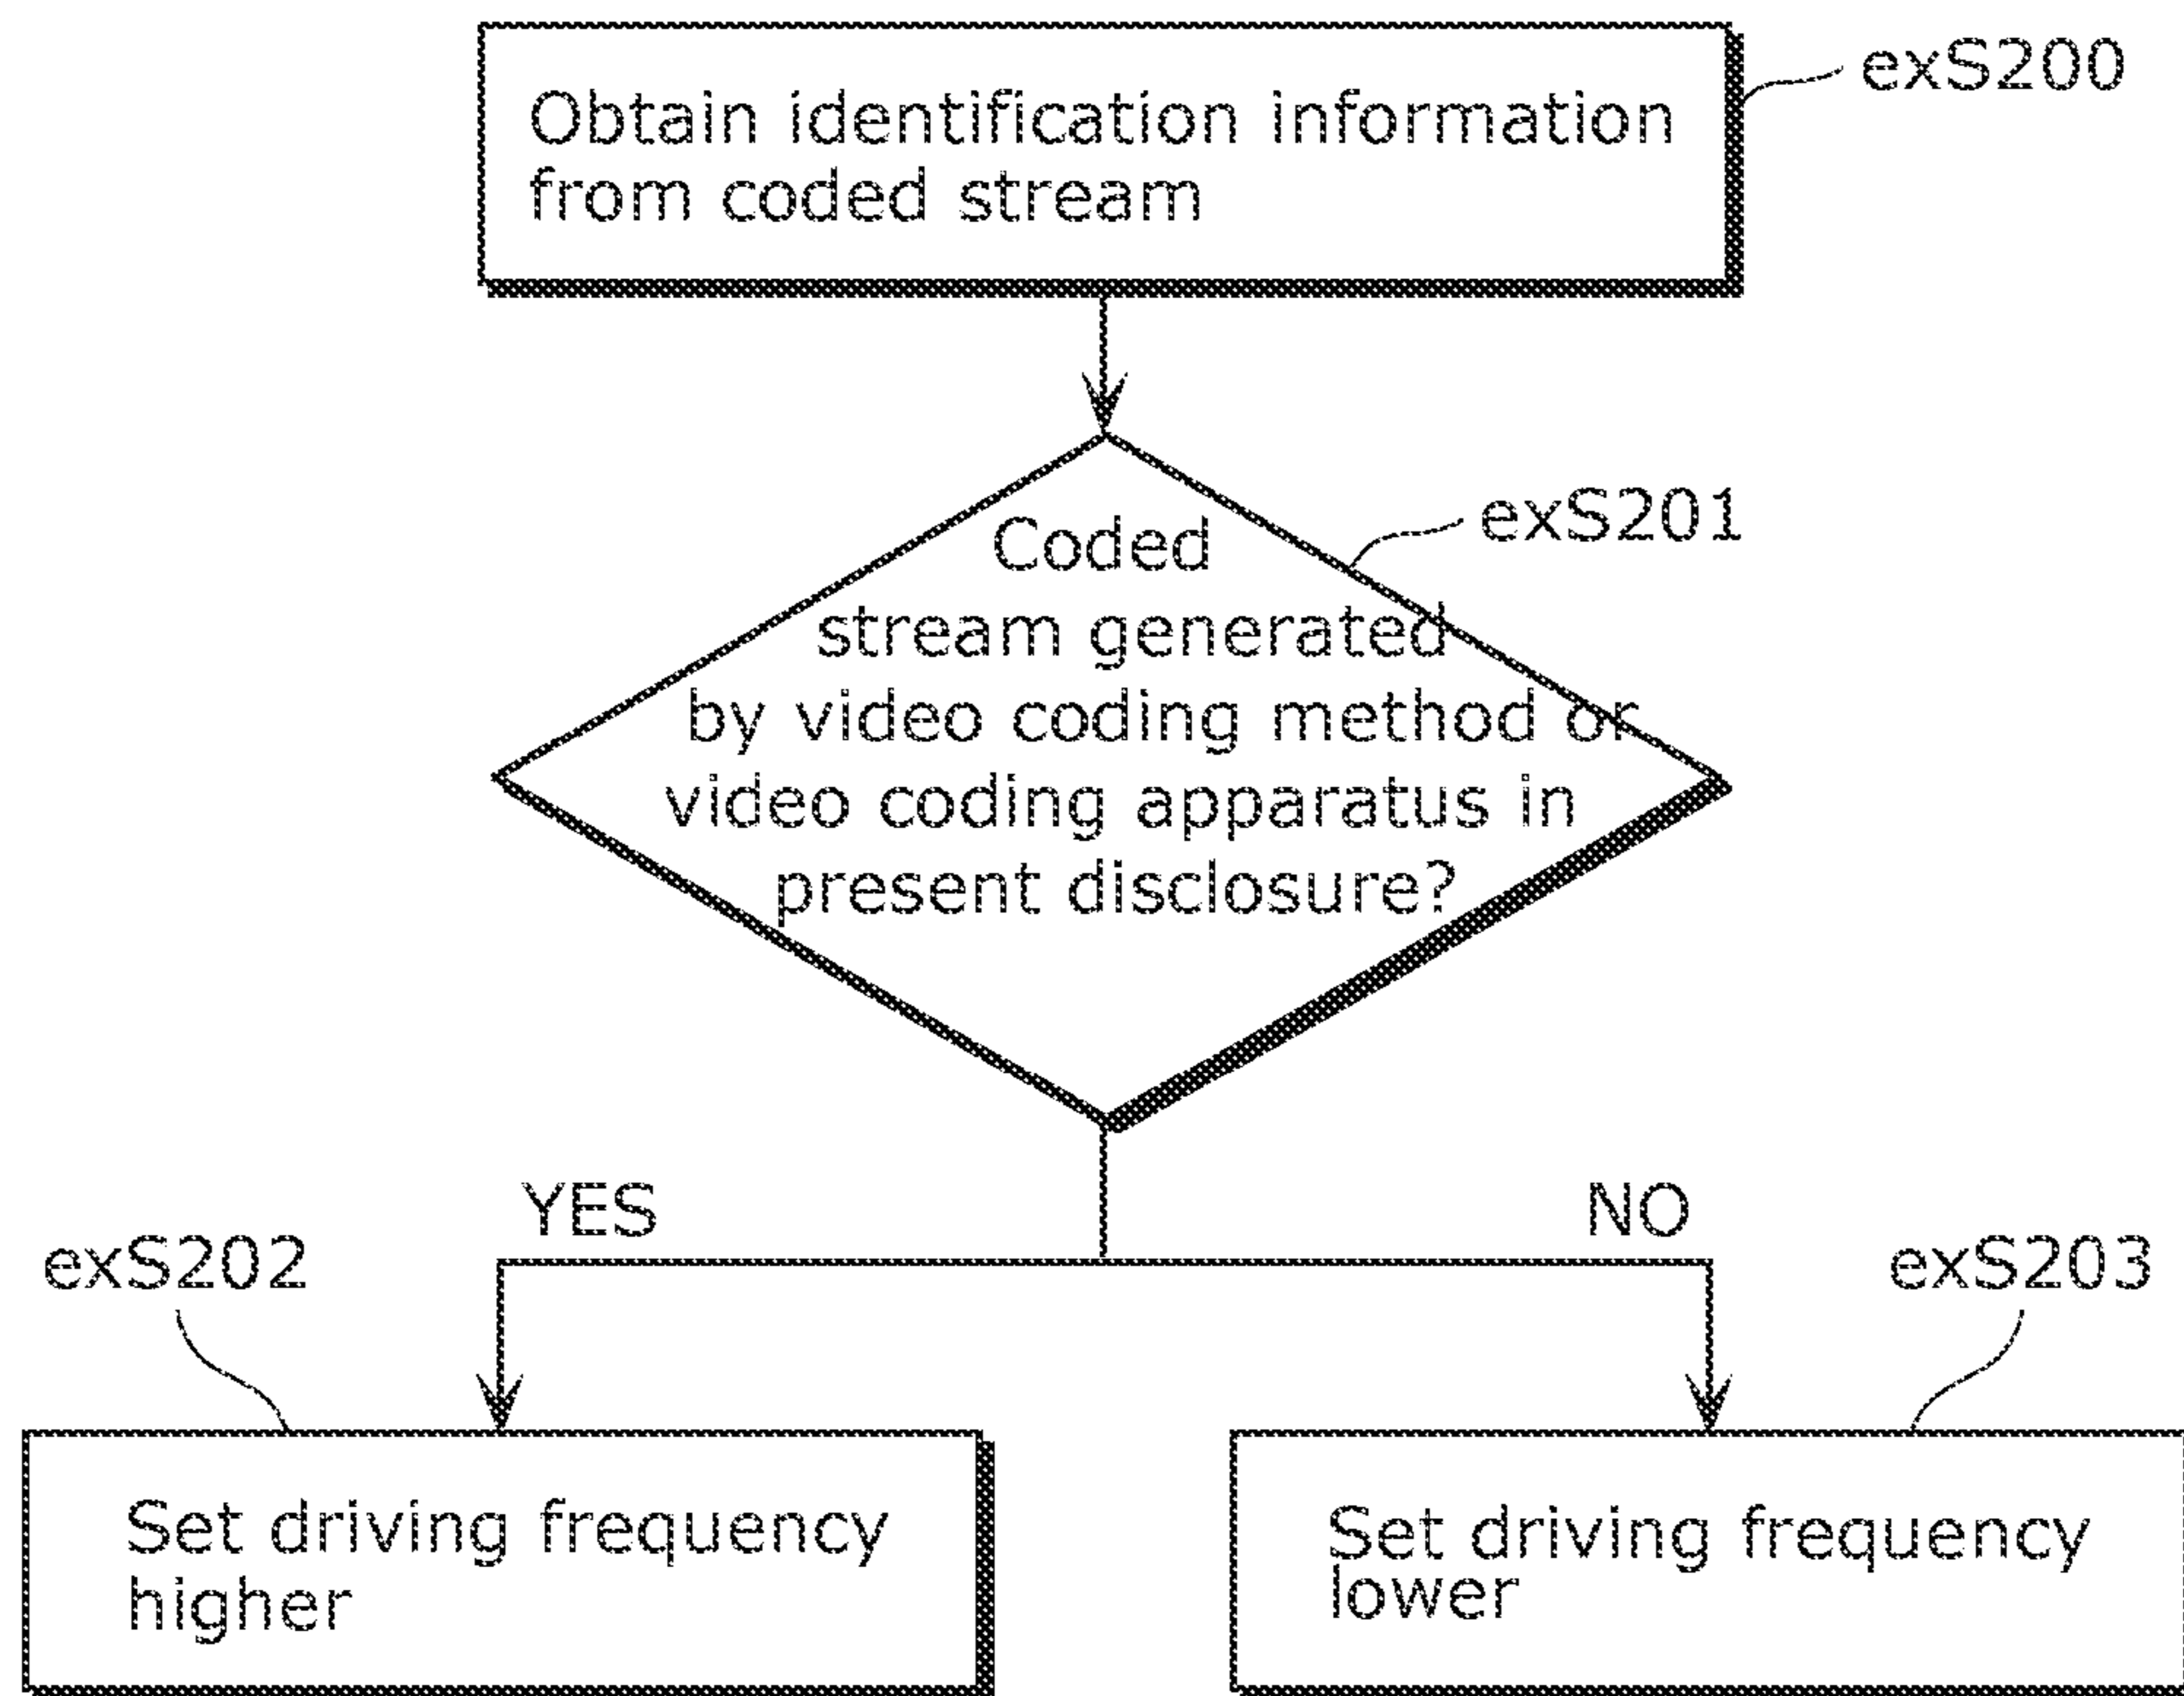 exS200
Obtain identification information
from coded stream
exS201
Coded
stream generated
by video coding method or
video coding apparatus in
present disclosure?
YES
NO
exS202
exS203
Set driving frequency
higher
Set driving frequency
lower